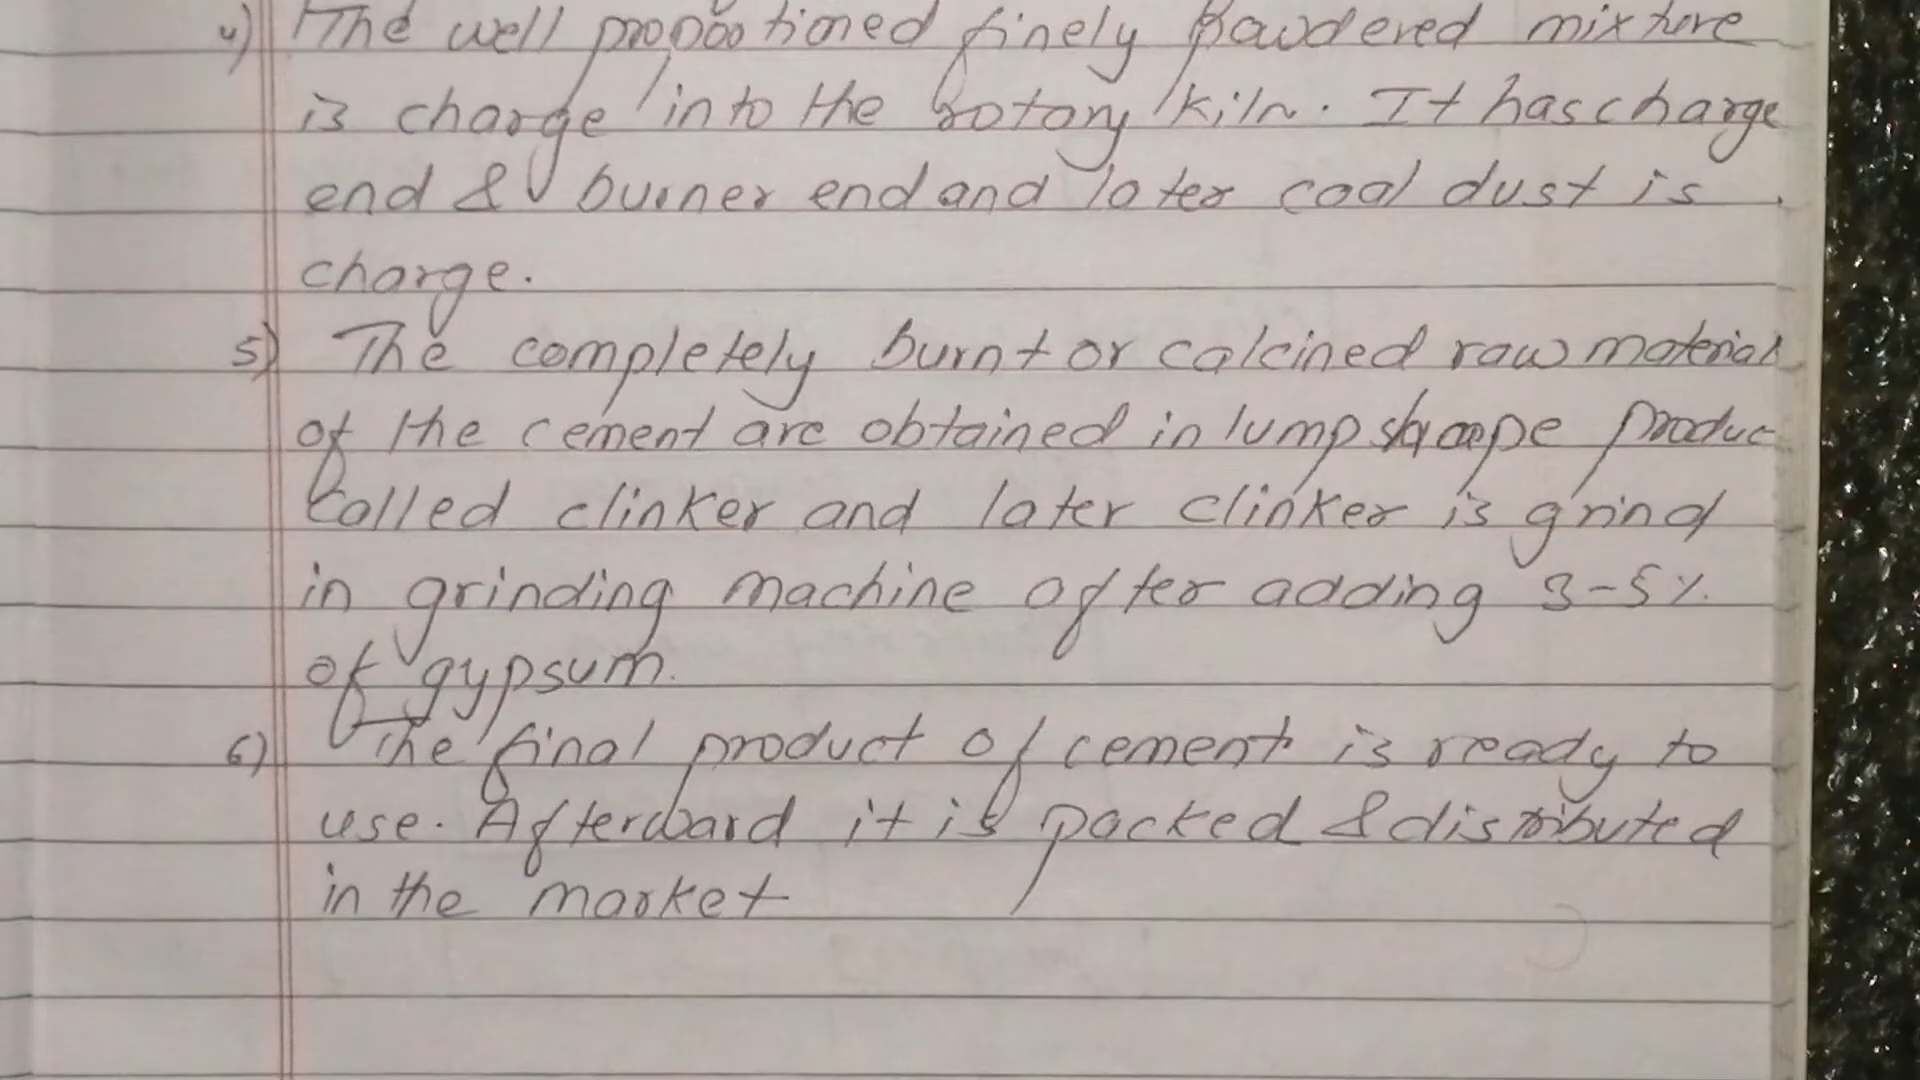 4) The well propootioned finely powdered mixture
is charge into the rotary kiln. It has charge
end & burner end and later coal dust is
charge.
5) The completely burnt or calcined raw material
of the cement are obtained in lump shape produc
called clinker and later clinker is grind
in grinding machine after adding 3-5%
of gypsum.
6) The final product of cement is ready to
use. Afterward it is packed & distributed
in the market